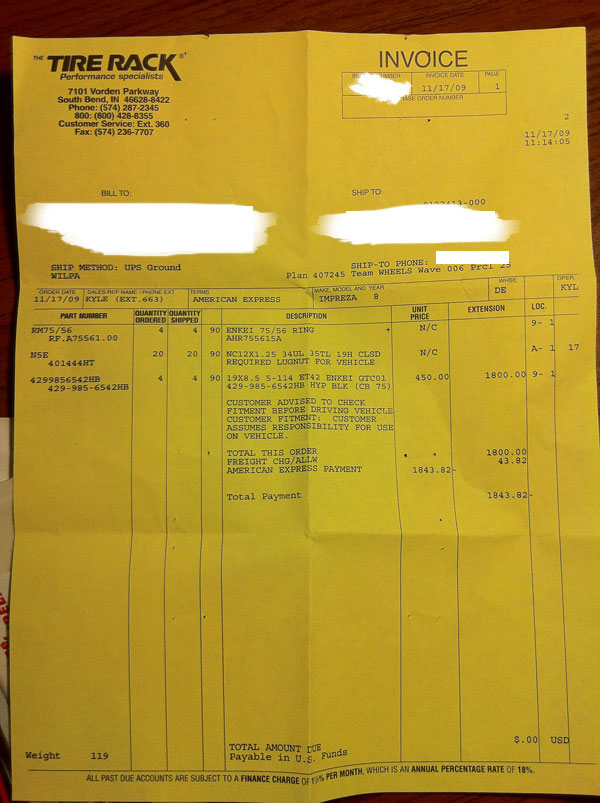 THE TIRE RACK®
Performance specialists
7101 Vorden Parkway
South Bend, IN 46628-8422
Phone: (574) 287-2345
800: (800) 428-8355
Customer Service: Ext. 360
Fax: (574) 236-7707
INVOICE
INVOICE DATE PAGE
11/17/09 1
ORDER NUMBER
2
11/17/09
11:14:05
BILL TO:
SHIP TO:
-000
SHIP METHOD: UPS Ground
WILPA
SHIP-TO PHONE:
Plan 407245 Team WHEELS Wave 006 Prcl 25
ORDER DATE SALES REP. NAME / PHONE EXT. TERMS MAKE, MODEL AND YEAR WHSE OPER.
11/17/09 KYLE (EXT.663) AMERICAN EXPRESS IMPREZA 8 DE KYL
PART NUMBER QUANTITY ORDERED QUANTITY SHIPPED DESCRIPTION UNIT PRICE EXTENSION LOC.
RM75/56 4 4 90 ENKEI 75/56 RING + N/C 9- 1
RF.A75561.00 AHR755615A
N5E 20 20 90 NC12X1.25 34UL 35TL 19H CLSD N/C A- 1 17
401444HT REQUIRED LUGNUT FOR VEHICLE
4299856542HB 4 4 90 19X8.5 5-114 ET42 ENKEI GTC01 450.00 1800.00 9- 1
429-985-6542HB 429-985-6542HB HYP BLK (CB 75)
CUSTOMER ADVISED TO CHECK
FITMENT BEFORE DRIVING VEHICLE
CUSTOMER FITMENT: CUSTOMER
ASSUMES RESPONSIBILITY FOR USE
ON VEHICLE.
TOTAL THIS ORDER 1800.00
FREIGHT CHG/ALLW 43.82
AMERICAN EXPRESS PAYMENT 1843.82-
Total Payment 1843.82-
Weight 119
TOTAL AMOUNT DUE $.00 USD
Payable in U.S. Funds
ALL PAST DUE ACCOUNTS ARE SUBJECT TO A FINANCE CHARGE OF 1½% PER MONTH, WHICH IS AN ANNUAL PERCENTAGE RATE OF 18%.